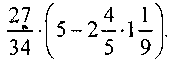 27/34 · (5 − 2 4/5 · 1 1/9).